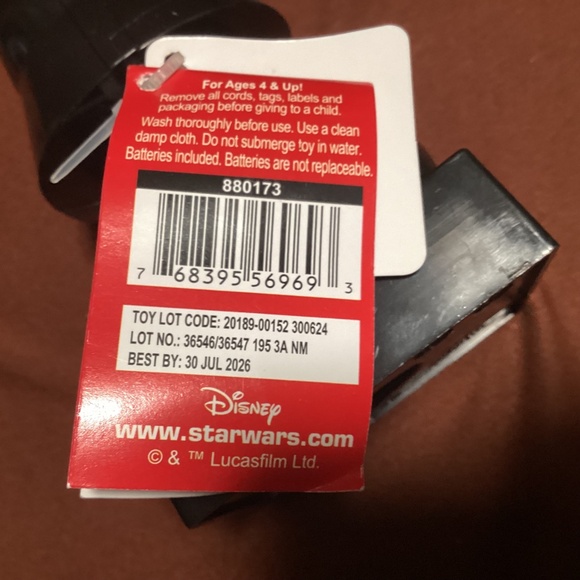 For Ages 4 & Up!
Remove all cords, tags, labels and
packaging before giving to a child.
Wash thoroughly before use. Use a clean
damp cloth. Do not submerge toy in water.
Batteries included. Batteries are not replaceable.
880173
7 68395 56969 3
TOY LOT CODE: 20189-00152 300624
LOT NO.: 36546/36547 195 3A NM
BEST BY: 30 JUL 2026
Disney
www.starwars.com
© & ™ Lucasfilm Ltd.